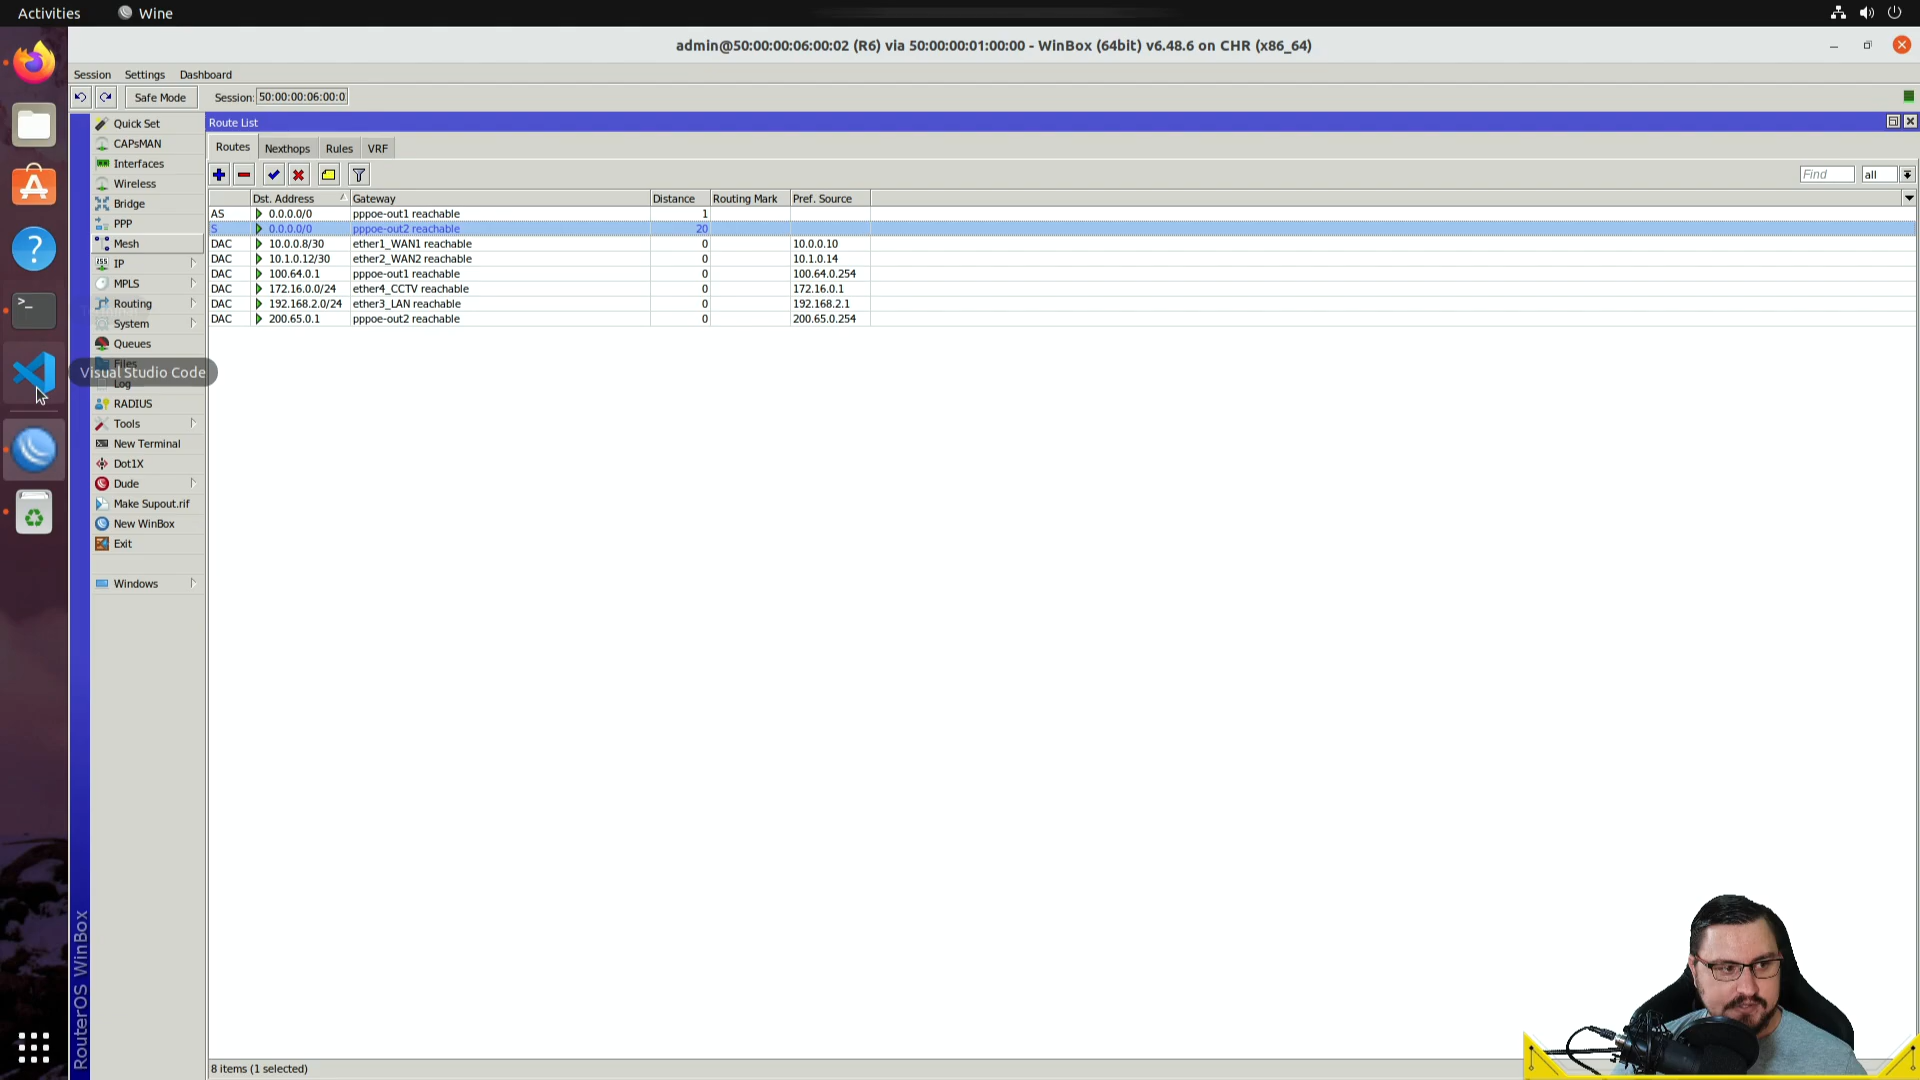 Activities
Wine
admin@50:00:00:06:00:02 (R6) via 50:00:00:01:00:00 - WinBox (64bit) v6.48.6 on CHR (x86_64)
Session Settings Dashboard
Safe Mode Session: 50:00:00:06:00:0
Quick Set
CAPsMAN
Interfaces
Wireless
Bridge
PPP
Mesh
IP
MPLS
Routing
System
Queues
Files
Log
RADIUS
Tools
New Terminal
Dot1X
Dude
Make Supout.rif
New WinBox
Exit
Windows
Visual Studio Code
RouterOS WinBox
Route List
Routes Nexthops Rules VRF
Find all
Dst. Address Gateway Distance Routing Mark Pref. Source
AS 0.0.0.0/0 pppoe-out1 reachable 1
S 0.0.0.0/0 pppoe-out2 reachable 20
DAC 10.0.0.8/30 ether1_WAN1 reachable 0 10.0.0.10
DAC 10.1.0.12/30 ether2_WAN2 reachable 0 10.1.0.14
DAC 100.64.0.1 pppoe-out1 reachable 0 100.64.0.254
DAC 172.16.0.0/24 ether4_CCTV reachable 0 172.16.0.1
DAC 192.168.2.0/24 ether3_LAN reachable 0 192.168.2.1
DAC 200.65.0.1 pppoe-out2 reachable 0 200.65.0.254
8 items (1 selected)